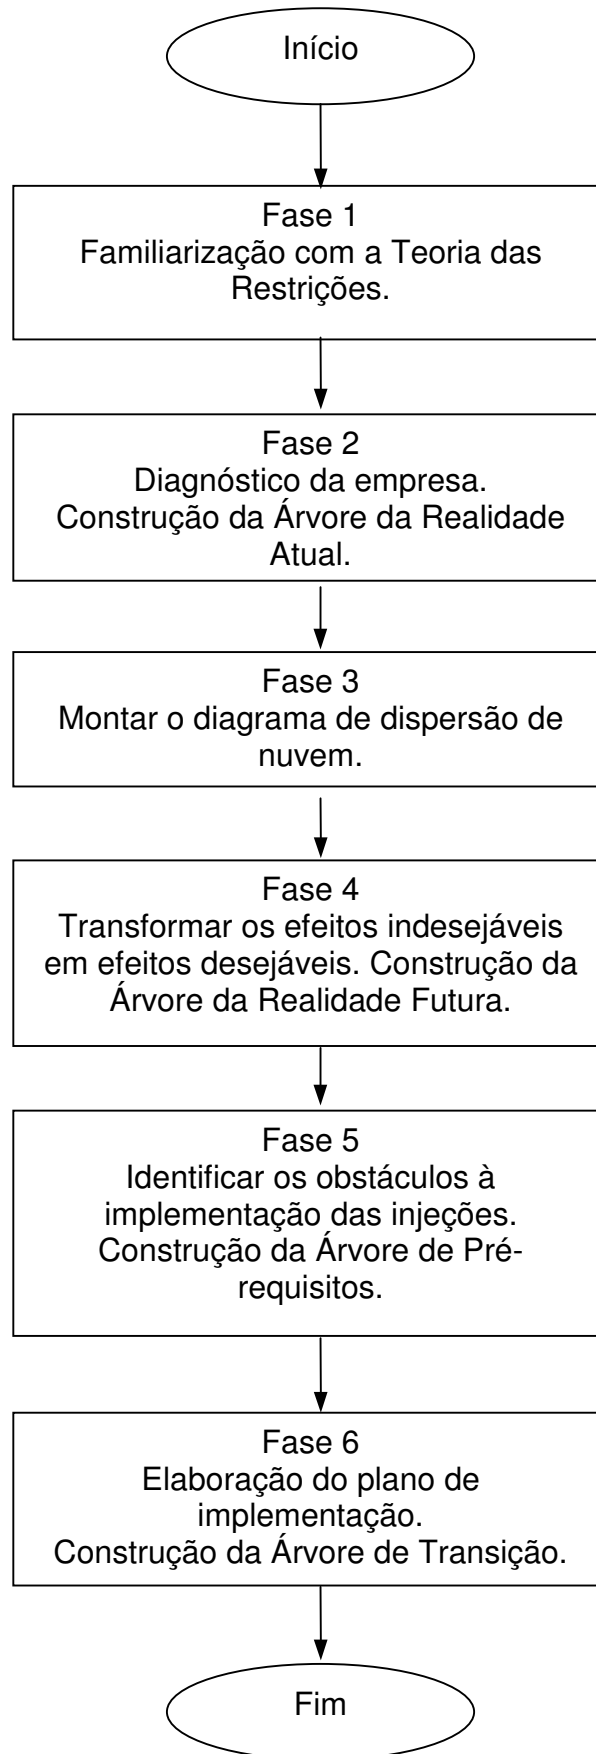 Início
Fase 1
Familiarização com a Teoria das
Restrições.
Fase 2
Diagnóstico da empresa.
Construção da Árvore da Realidade
Atual.
Fase 3
Montar o diagrama de dispersão de
nuvem.
Fase 4
Transformar os efeitos indesejáveis
em efeitos desejáveis. Construção da
Árvore da Realidade Futura.
Fase 5
Identificar os obstáculos à
implementação das injeções.
Construção da Árvore de Pré-
requisitos.
Fase 6
Elaboração do plano de
implementação.
Construção da Árvore de Transição.
Fim